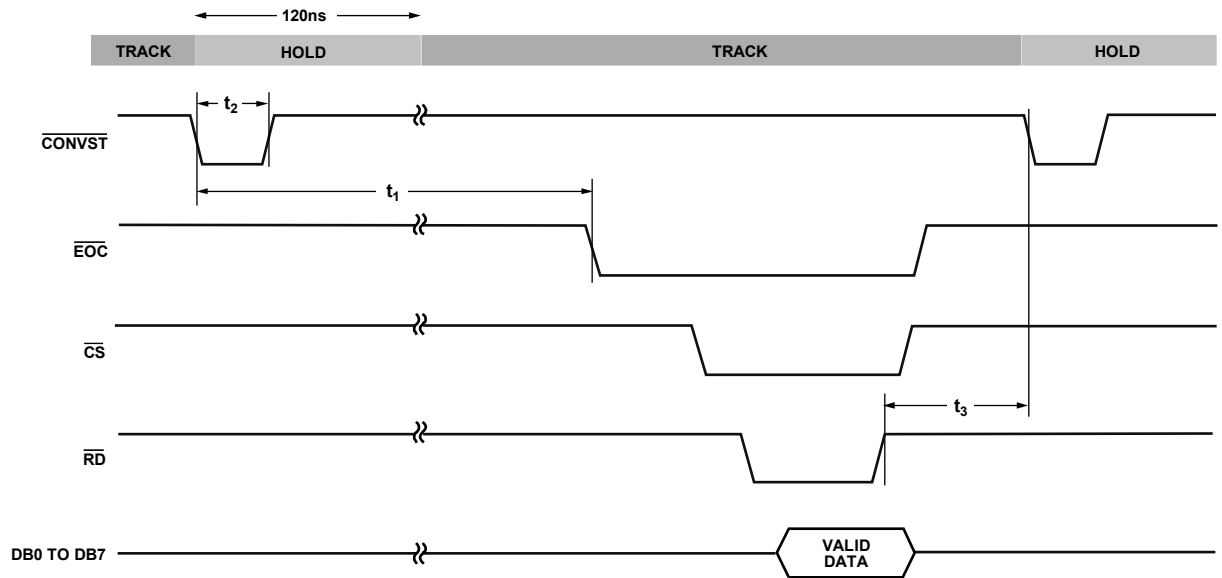 120ns
TRACK HOLD TRACK HOLD
t2
CONVST
t1
EOC
CS
t3
RD
DB0 TO DB7 VALID
DATA